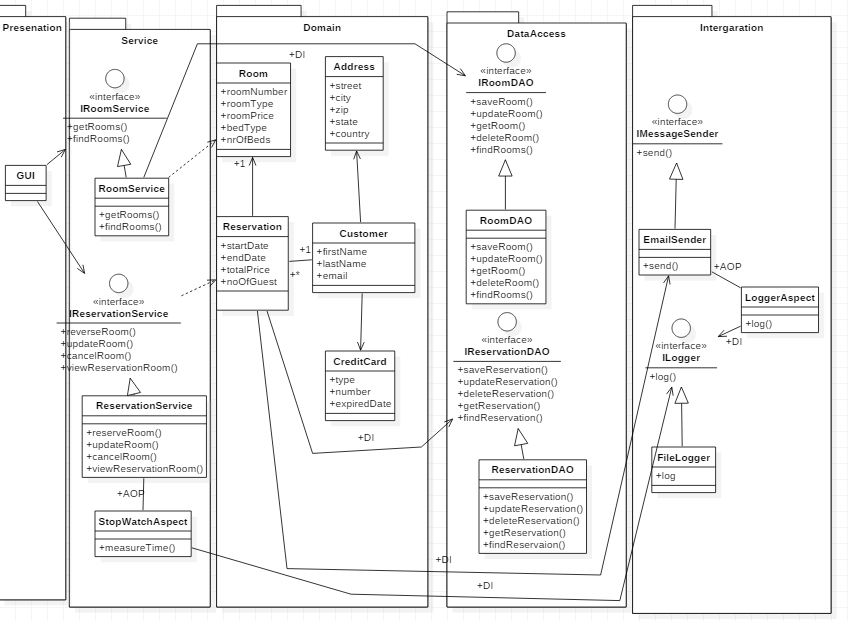 Presenation
GUI
Service
«interface»
IRoomService
+getRooms()
+findRooms()
RoomService
+getRooms()
+findRooms()
«interface»
IReservationService
+reverseRoom()
+updateRoom()
+cancelRoom()
+viewReservationRoom()
ReservationService
+reserveRoom()
+updateRoom()
+cancelRoom()
+viewReservationRoom()
+AOP
StopWatchAspect
+measureTime()
Domain
+DI
Room
+roomNumber
+roomType
+roomPrice
+bedType
+nrOfBeds
+1
Address
+street
+city
+zip
+state
+country
Reservation
+startDate
+endDate
+totalPrice
+noOfGuest
+1
+*
Customer
+firstName
+lastName
+email
CreditCard
+type
+number
+expiredDate
+DI
DataAccess
«interface»
IRoomDAO
+saveRoom()
+updateRoom()
+getRoom()
+deleteRoom()
+findRooms()
RoomDAO
+saveRoom()
+updateRoom()
+getRoom()
+deleteRoom()
+findRooms()
«interface»
IReservationDAO
+saveReservation()
+updateReservation()
+deleteReservation()
+getReservation()
+findReservation()
ReservationDAO
+saveReservation()
+updateReservation()
+deleteReservation()
+getReservation()
+findReservaion()
+DI
+DI
Intergaration
«interface»
IMessageSender
+send()
EmailSender
+send()
+AOP
LoggerAspect
+log()
+DI
«interface»
ILogger
+log()
FileLogger
+log